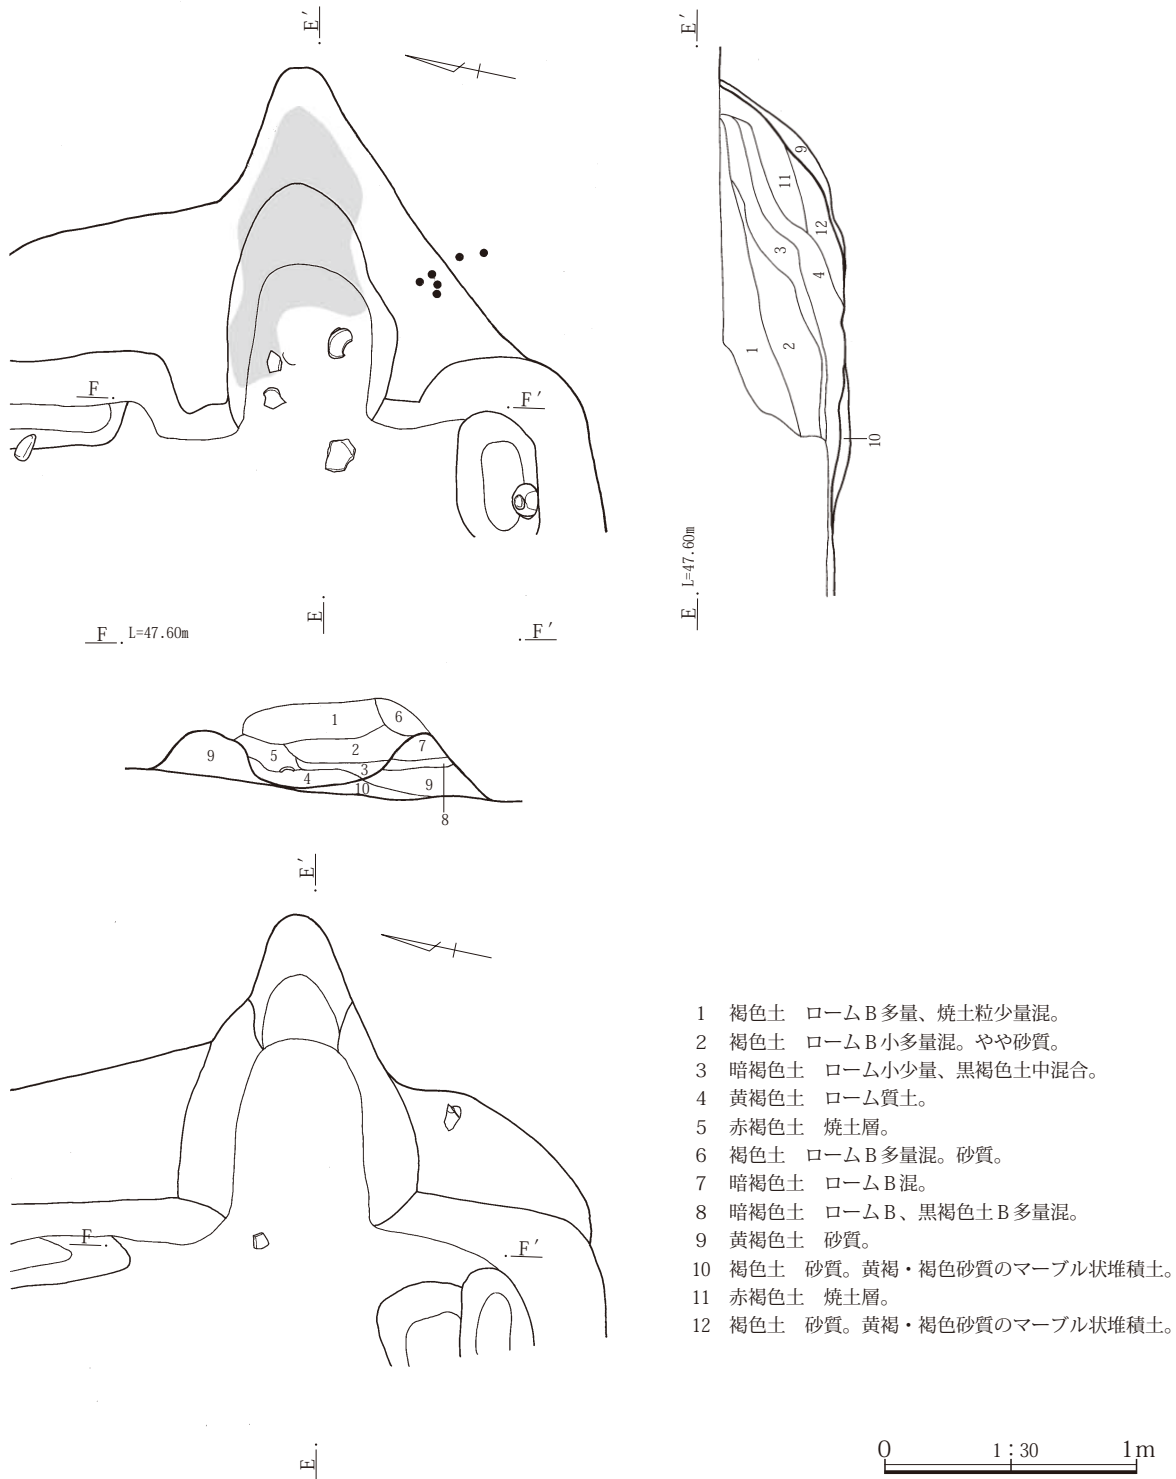 E′
E′
9
11
12
3
4
1
2
10
F
F′
E
E L=47.60m
F L=47.60m
F′
1
6
2
7
5
9
3
4
10
9
8
E′
F
F′
E
1 褐色土 ロームB多量、焼土粒少量混。
2 褐色土 ロームB小多量混。やや砂質。
3 暗褐色土 ローム小少量、黒褐色土中混合。
4 黄褐色土 ローム質土。
5 赤褐色土 焼土層。
6 褐色土 ロームB多量混。砂質。
7 暗褐色土 ロームB混。
8 暗褐色土 ロームB、黒褐色土B多量混。
9 黄褐色土 砂質。
10 褐色土 砂質。黄褐・褐色砂質のマーブル状堆積土。
11 赤褐色土 焼土層。
12 褐色土 砂質。黄褐・褐色砂質のマーブル状堆積土。
0 1：30 1m